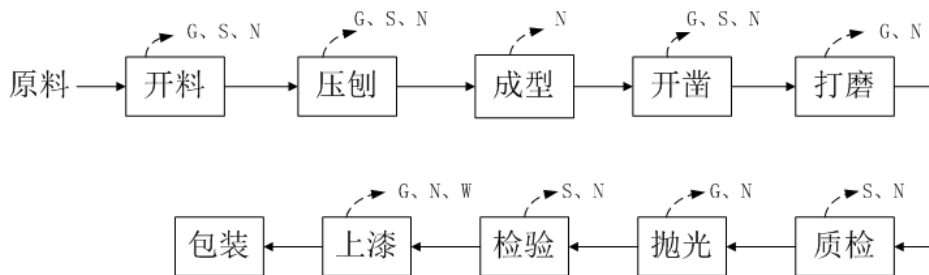 G、S、N G、S、N N G、S、N G、N
原料 开料 压刨 成型 开凿 打磨
G、N、W S、N G、N S、N
包装 上漆 检验 抛光 质检